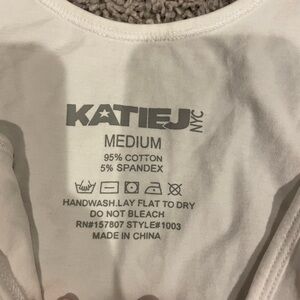 KATIEJ NYC
MEDIUM
95% COTTON
5% SPANDEX
HANDWASH.LAY FLAT TO DRY
DO NOT BLEACH
RN#157807 STYLE#1003
MADE IN CHINA